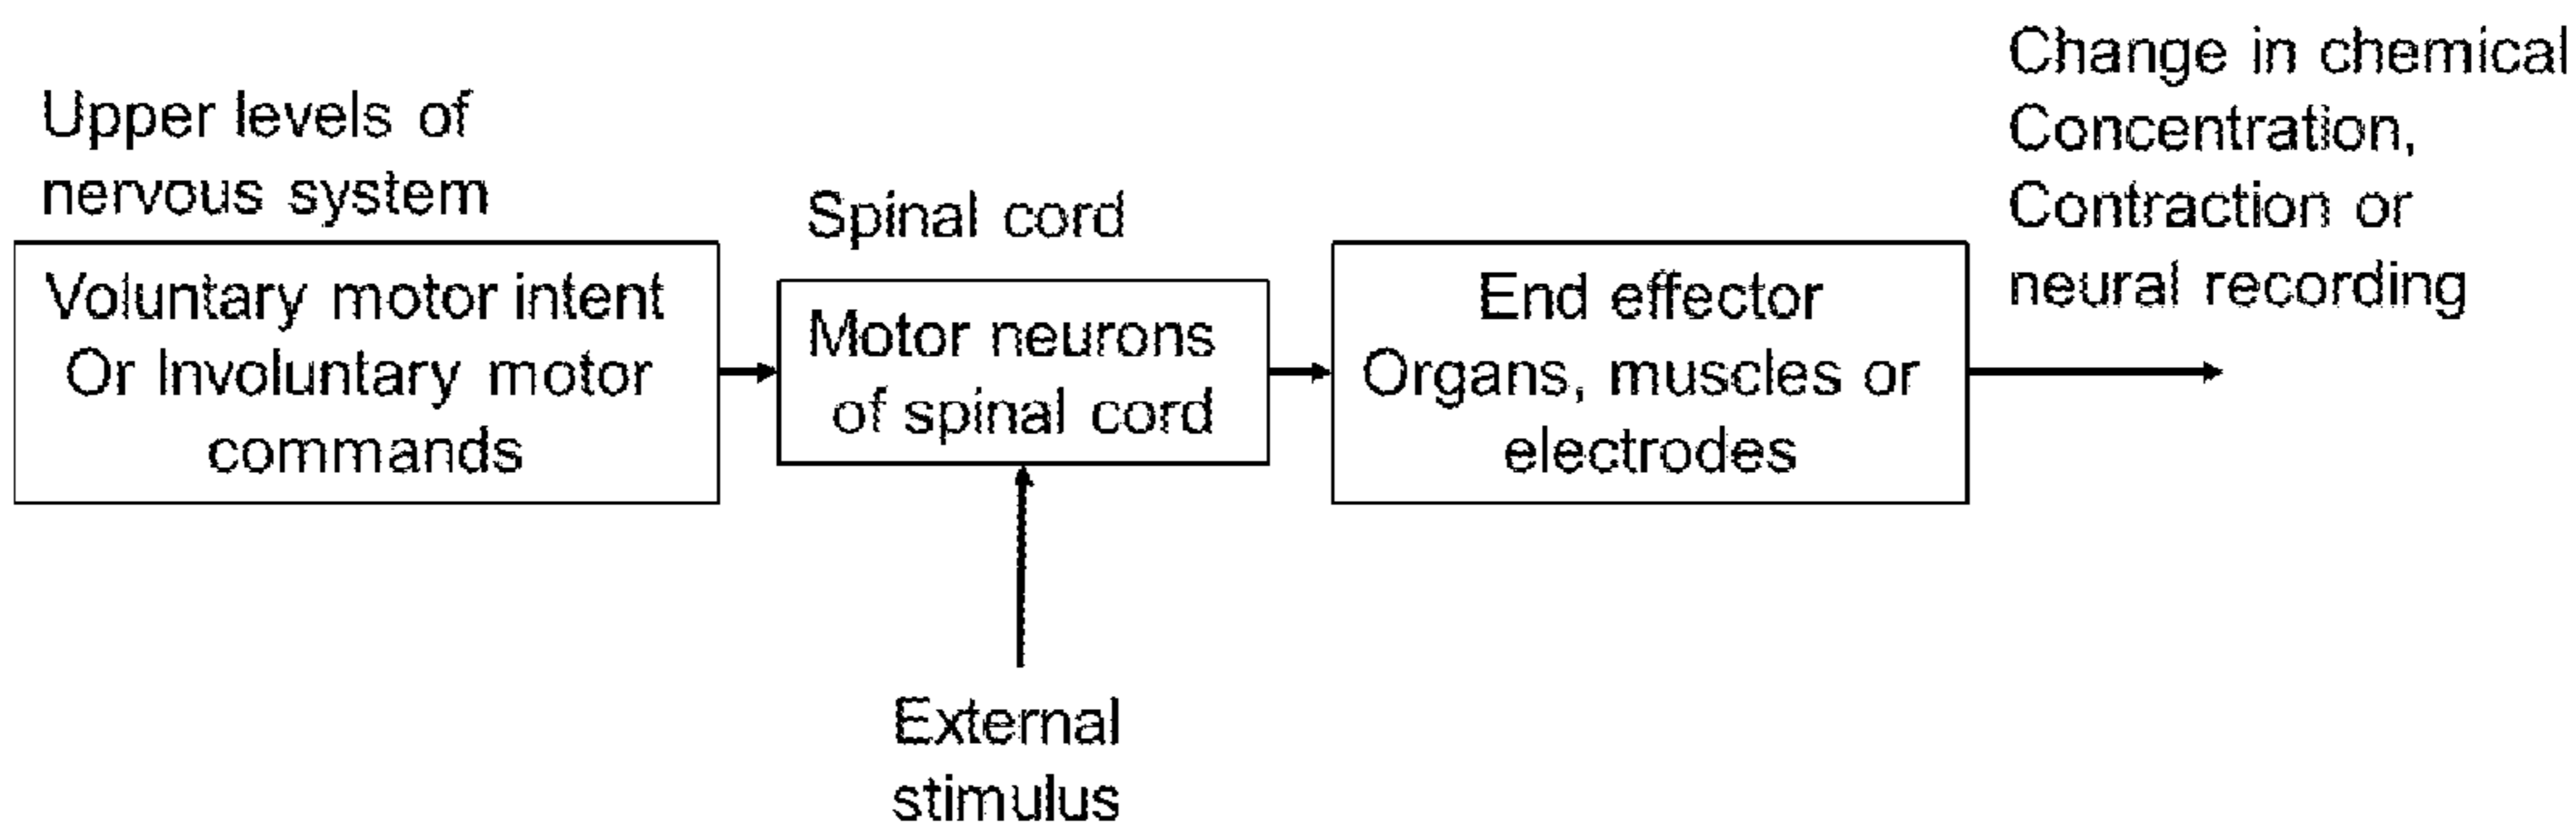 Upper levels of
nervous system
Voluntary motor intent
Or Involuntary motor
commands
Spinal cord
Motor neurons
of spinal cord
External
stimulus
End effector
Organs, muscles or
electrodes
Change in chemical
Concentration,
Contraction or
neural recording